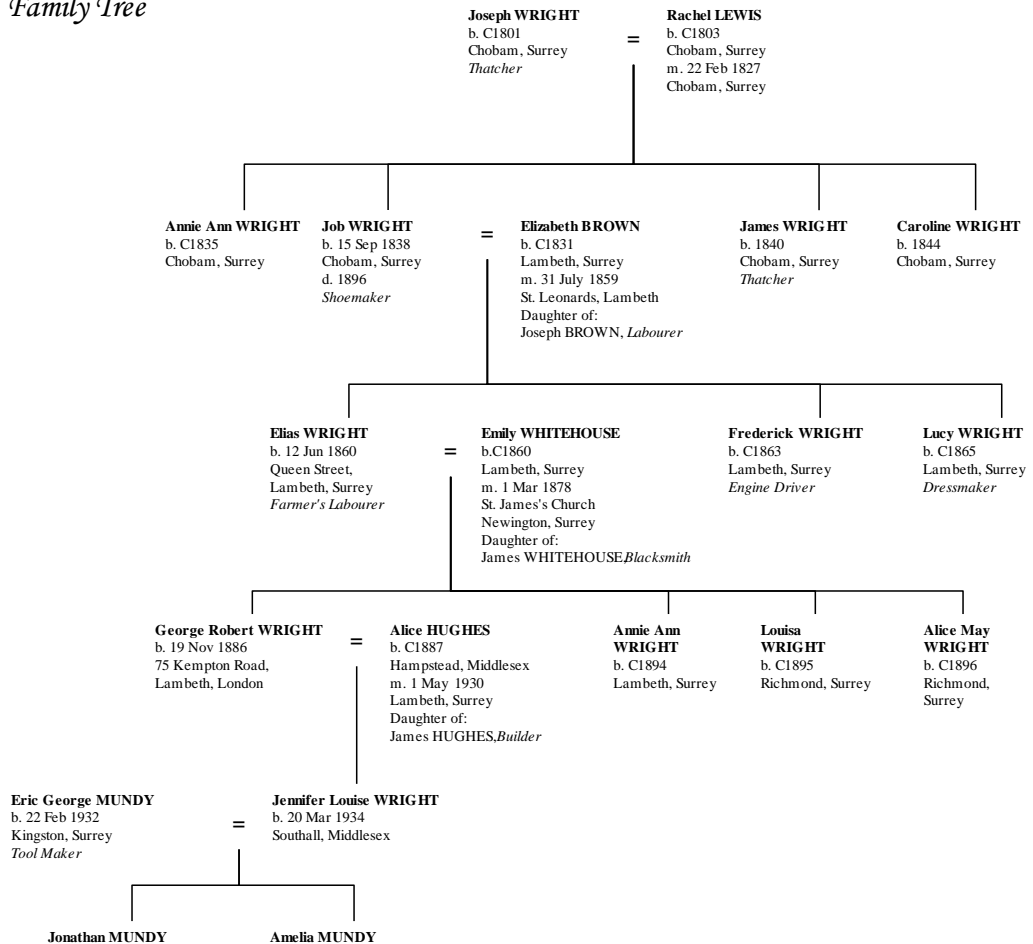 Family Tree
Joseph WRIGHT
b. C1801
Chobam, Surrey
Thatcher
=
Rachel LEWIS
b. C1803
Chobam, Surrey
m. 22 Feb 1827
Chobam, Surrey
Annie Ann WRIGHT
b. C1835
Chobam, Surrey
Job WRIGHT
b. 15 Sep 1838
Chobam, Surrey
d. 1896
Shoemaker
=
Elizabeth BROWN
b. C1831
Lambeth, Surrey
m. 31 July 1859
St. Leonards, Lambeth
Daughter of:
Joseph BROWN, Labourer
James WRIGHT
b. 1840
Chobam, Surrey
Thatcher
Caroline WRIGHT
b. 1844
Chobam, Surrey
Elias WRIGHT
b. 12 Jun 1860
Queen Street,
Lambeth, Surrey
Farmer's Labourer
=
Emily WHITEHOUSE
b.C1860
Lambeth, Surrey
m. 1 Mar 1878
St. James's Church
Newington, Surrey
Daughter of:
James WHITEHOUSE, Blacksmith
Frederick WRIGHT
b. C1863
Lambeth, Surrey
Engine Driver
Lucy WRIGHT
b. C1865
Lambeth, Surrey
Dressmaker
George Robert WRIGHT
b. 19 Nov 1886
75 Kempton Road,
Lambeth, London
=
Alice HUGHES
b. C1887
Hampstead, Middlesex
m. 1 May 1930
Lambeth, Surrey
Daughter of:
James HUGHES, Builder
Annie Ann
WRIGHT
b. C1894
Lambeth, Surrey
Louisa
WRIGHT
b. C1895
Richmond, Surrey
Alice May
WRIGHT
b. C1896
Richmond,
Surrey
Eric George MUNDY
b. 22 Feb 1932
Kingston, Surrey
Tool Maker
=
Jennifer Louise WRIGHT
b. 20 Mar 1934
Southall, Middlesex
Jonathan MUNDY
Amelia MUNDY